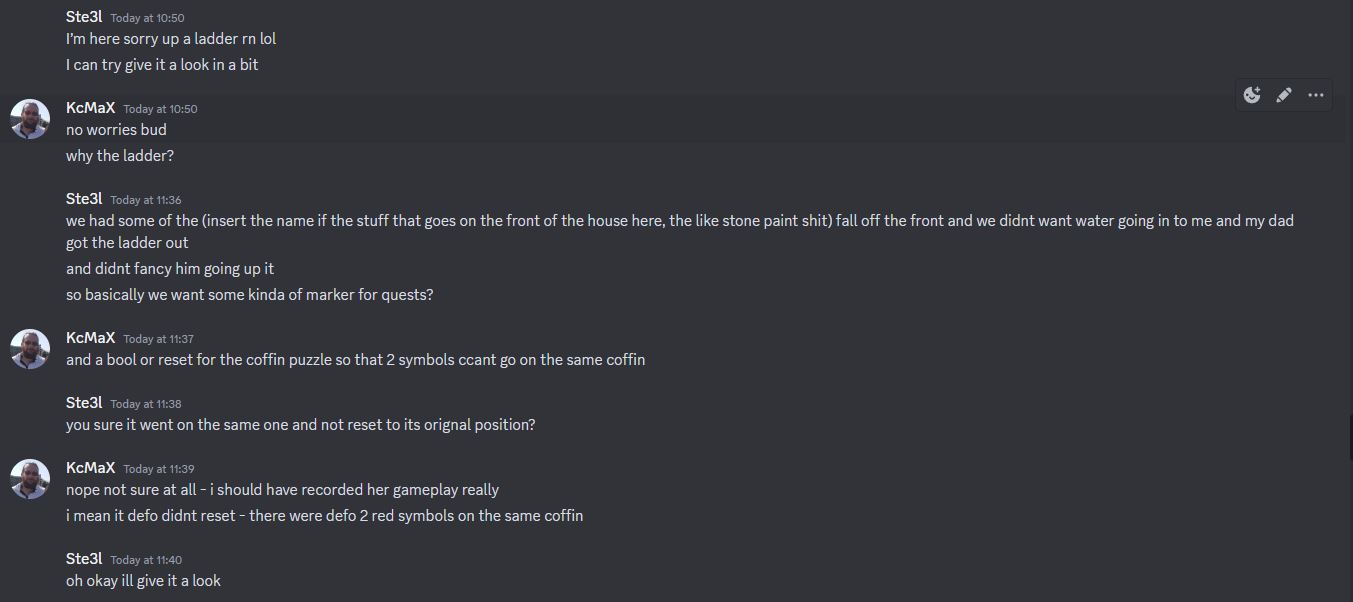 Ste3l Today at 10:50
I'm here sorry up a ladder rn lol
I can try give it a look in a bit
KcMaX Today at 10:50
no worries bud
why the ladder?
Ste3l Today at 11:36
we had some of the (insert the name if the stuff that goes on the front of the house here, the like stone paint shit) fall off the front and we didnt want water going in to me and my dad
got the ladder out
and didnt fancy him going up it
so basically we want some kinda of marker for quests?
KcMaX Today at 11:37
and a bool or reset for the coffin puzzle so that 2 symbols ccant go on the same coffin
Ste3l Today at 11:38
you sure it went on the same one and not reset to its orignal position?
KcMaX Today at 11:39
nope not sure at all - i should have recorded her gameplay really
i mean it defo didnt reset - there were defo 2 red symbols on the same coffin
Ste3l Today at 11:40
oh okay ill give it a look